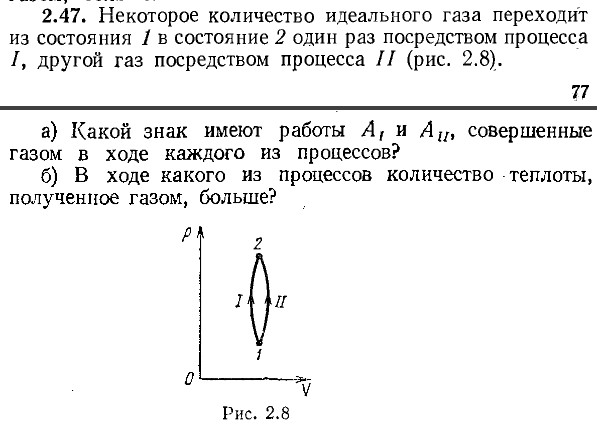 2.47. Некоторое количество идеального газа переходит
из состояния 1 в состояние 2 один раз посредством процесса
I, другой газ посредством процесса II (рис. 2.8).
77
а) Какой знак имеют работы A_I и A_II, совершенные
газом в ходе каждого из процессов?
б) В ходе какого из процессов количество теплоты,
полученное газом, больше?
p
2
I
II
1
0
V
Рис. 2.8